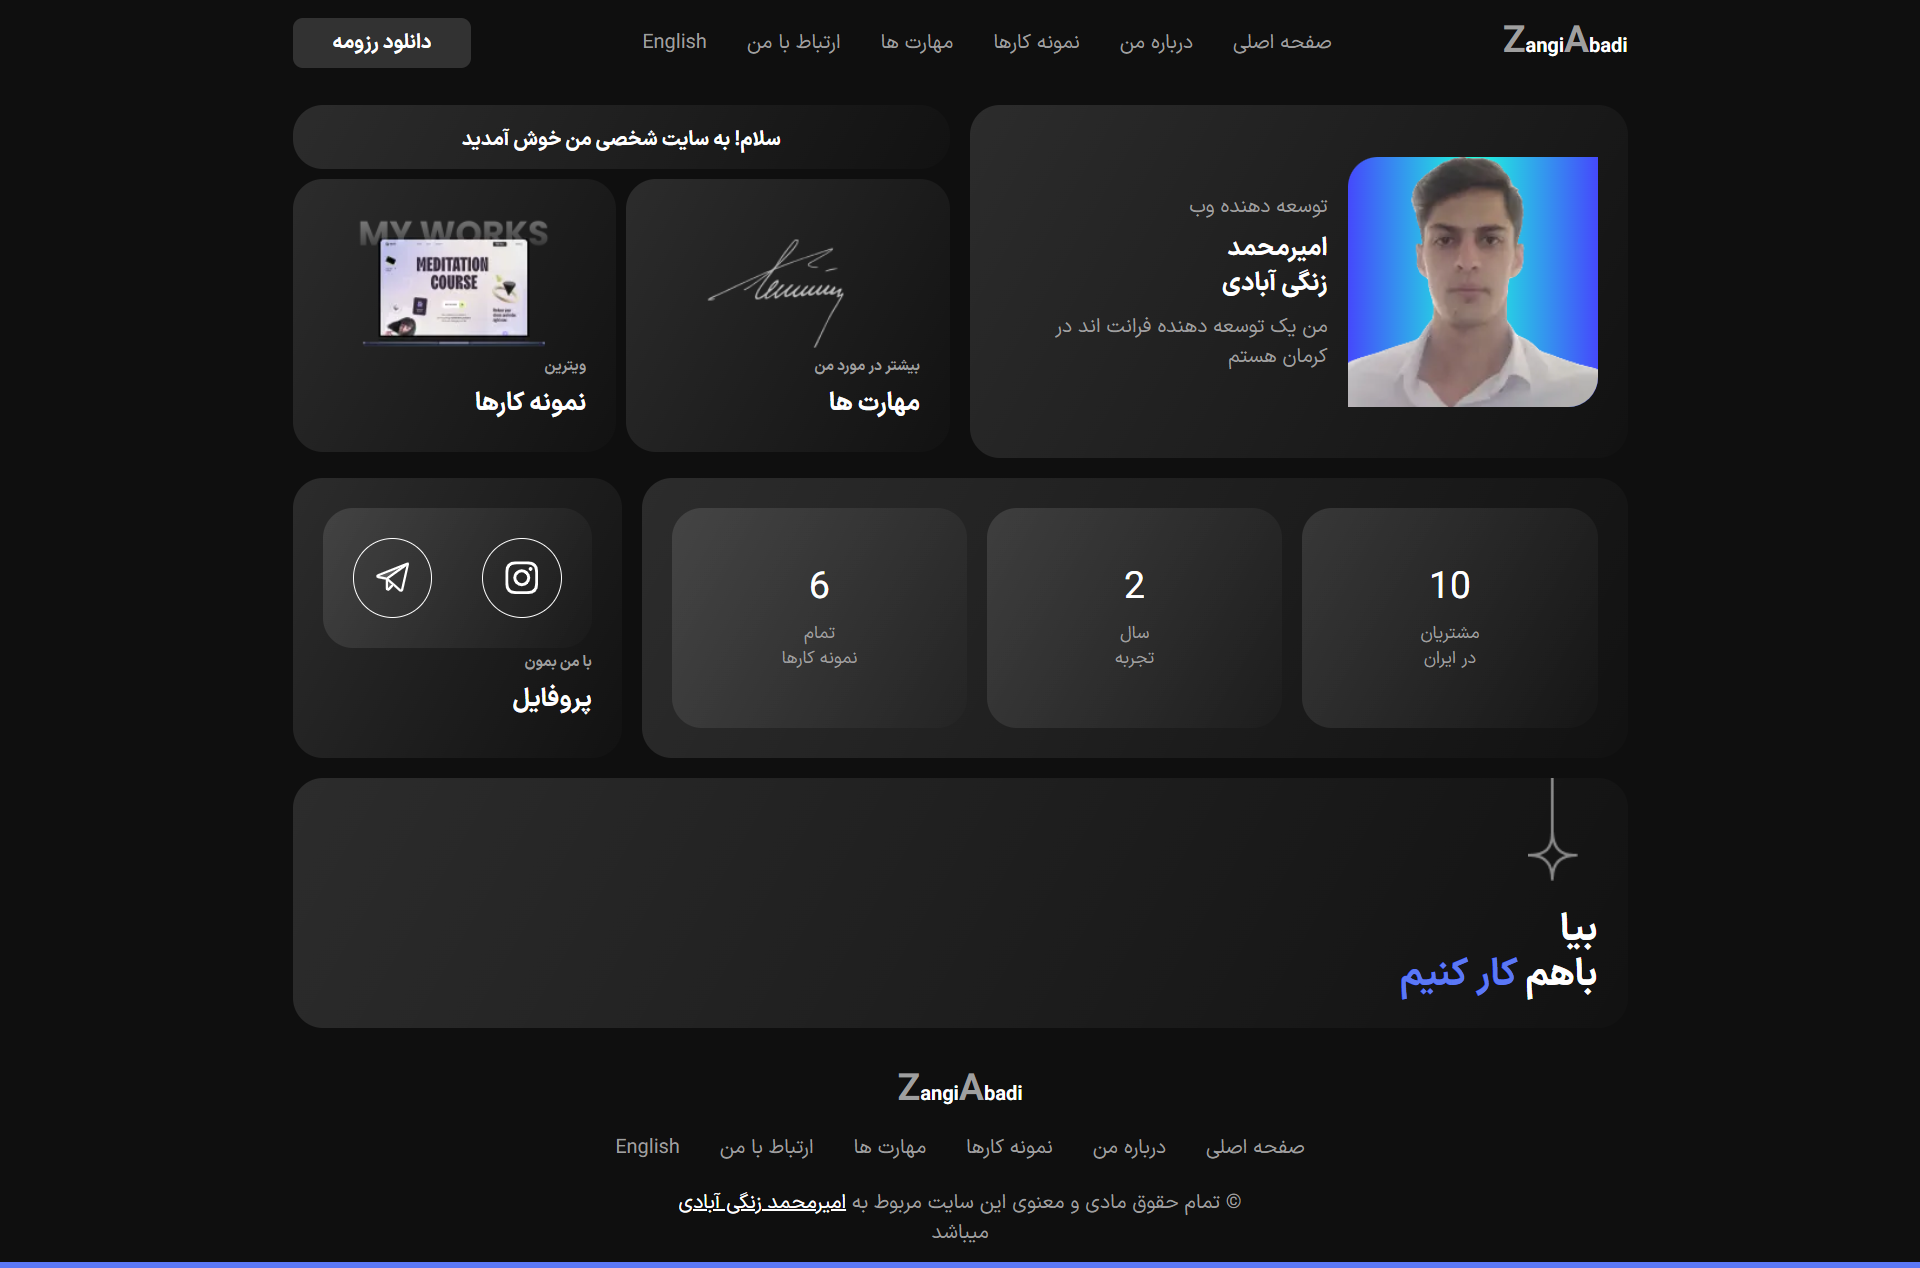 ZangiAbadi
صفحه اصلی
درباره من
نمونه کارها
مهارت ها
ارتباط با من
English
دانلود رزومه
توسعه دهنده وب
امیرمحمد
زنگی آبادی
من یک توسعه دهنده فرانت اند در
کرمان هستم
سلام! به سایت شخصی من خوش آمدید
بیشتر در مورد من
مهارت ها
MY WORKS
MEDITATION
COURSE
ویترین
نمونه کارها
10
مشتریان
در ایران
2
سال
تجربه
6
تمام
نمونه کارها
با من بمون
پروفایل
بیا
باهم کار کنیم
ZangiAbadi
صفحه اصلی
درباره من
نمونه کارها
مهارت ها
ارتباط با من
English
© تمام حقوق مادی و معنوی این سایت مربوط به امیرمحمد زنگی آبادی
میباشد